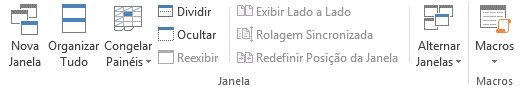 Nova
Janela
Organizar
Tudo
Congelar
Painéis
Dividir
Ocultar
Reexibir
Exibir Lado a Lado
Rolagem Sincronizada
Redefinir Posição da Janela
Alternar
Janelas
Macros
Janela
Macros